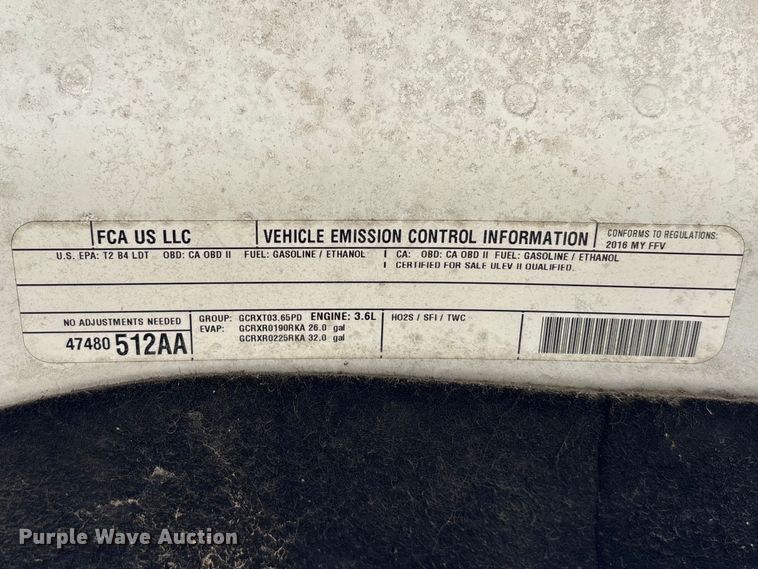 FCA US LLC
VEHICLE EMISSION CONTROL INFORMATION
CONFORMS TO REGULATIONS:
2016 MY FFV
U.S. EPA: T2 B4 LDT OBD: CA OBD II FUEL: GASOLINE / ETHANOL
CA: OBD: CA OBD II FUEL: GASOLINE / ETHANOL
CERTIFIED FOR SALE ULEV II QUALIFIED.
NO ADJUSTMENTS NEEDED
47480 512AA
GROUP: GCRXT03.65PD ENGINE: 3.6L
EVAP: GCRXR0190RKA 26.0 gal
GCRXR0225RKA 32.0 gal
HO2S / SFI / TWC
Purple Wave Auction